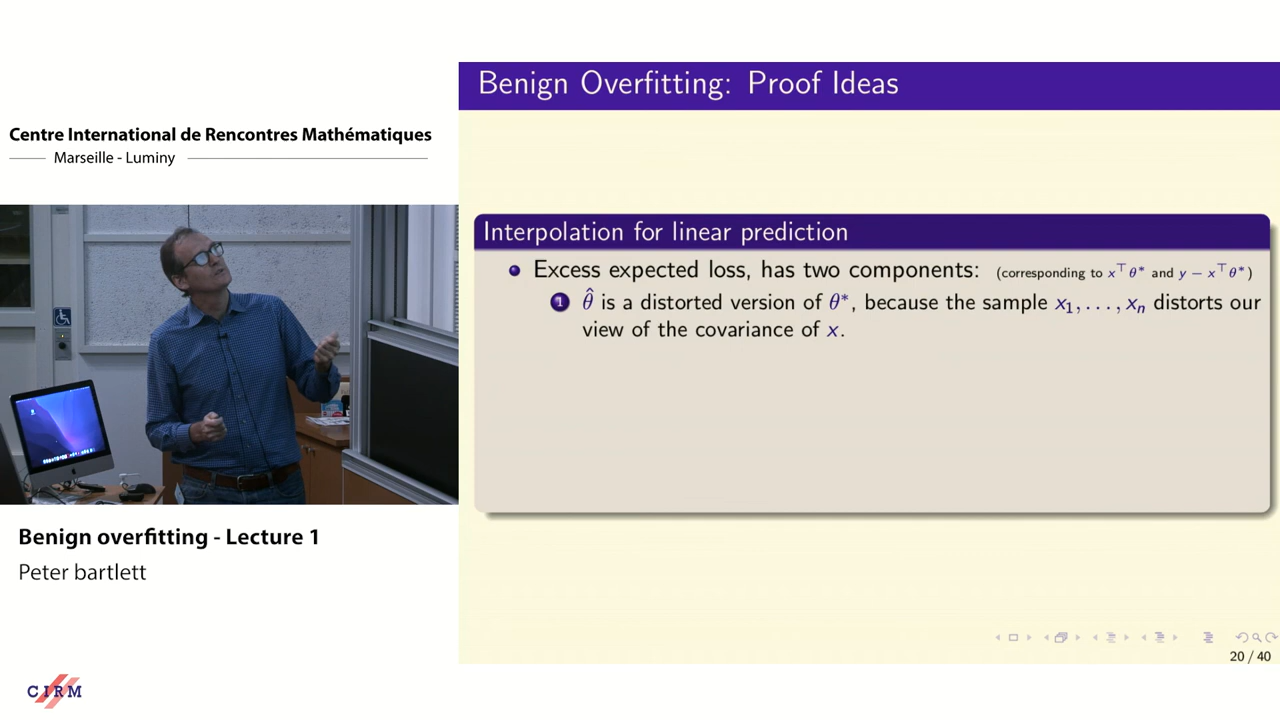 Centre International de Rencontres Mathématiques
Marseille - Luminy
Benign overfitting - Lecture 1
Peter bartlett
CIRM
Benign Overfitting: Proof Ideas
Interpolation for linear prediction
Excess expected loss, has two components: (corresponding to x⊤θ* and y − x⊤θ*)
1 θ̂ is a distorted version of θ*, because the sample x₁, . . . , xₙ distorts our
view of the covariance of x.
20 / 40